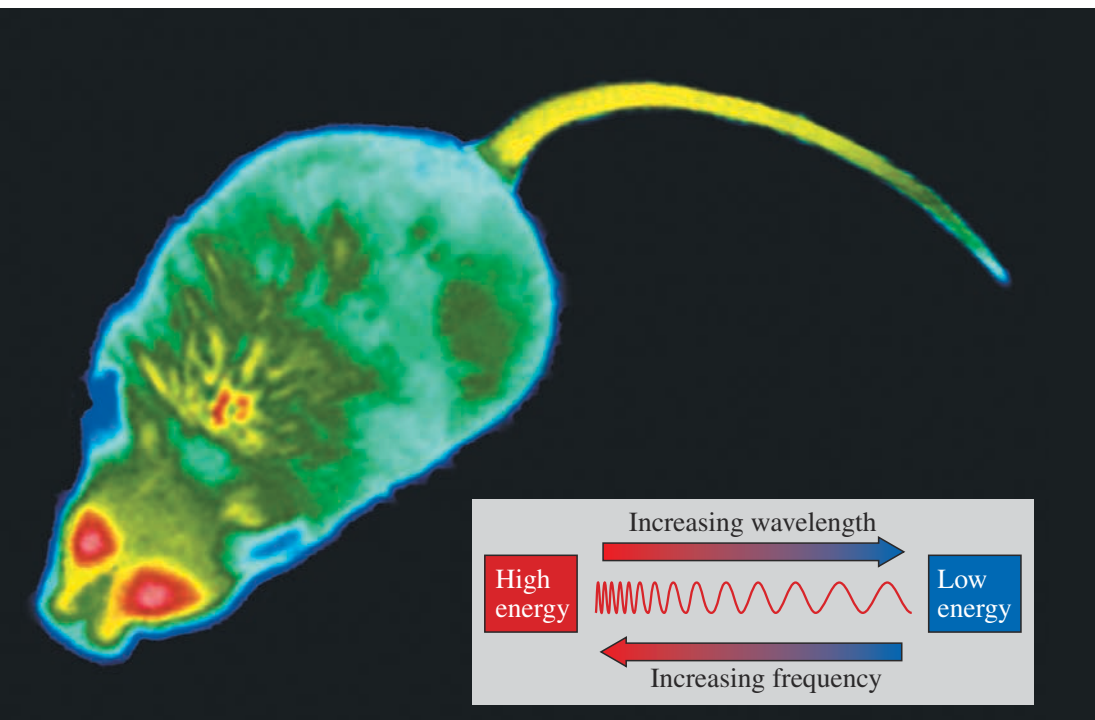 Increasing wavelength
High
energy
Low
energy
Increasing frequency